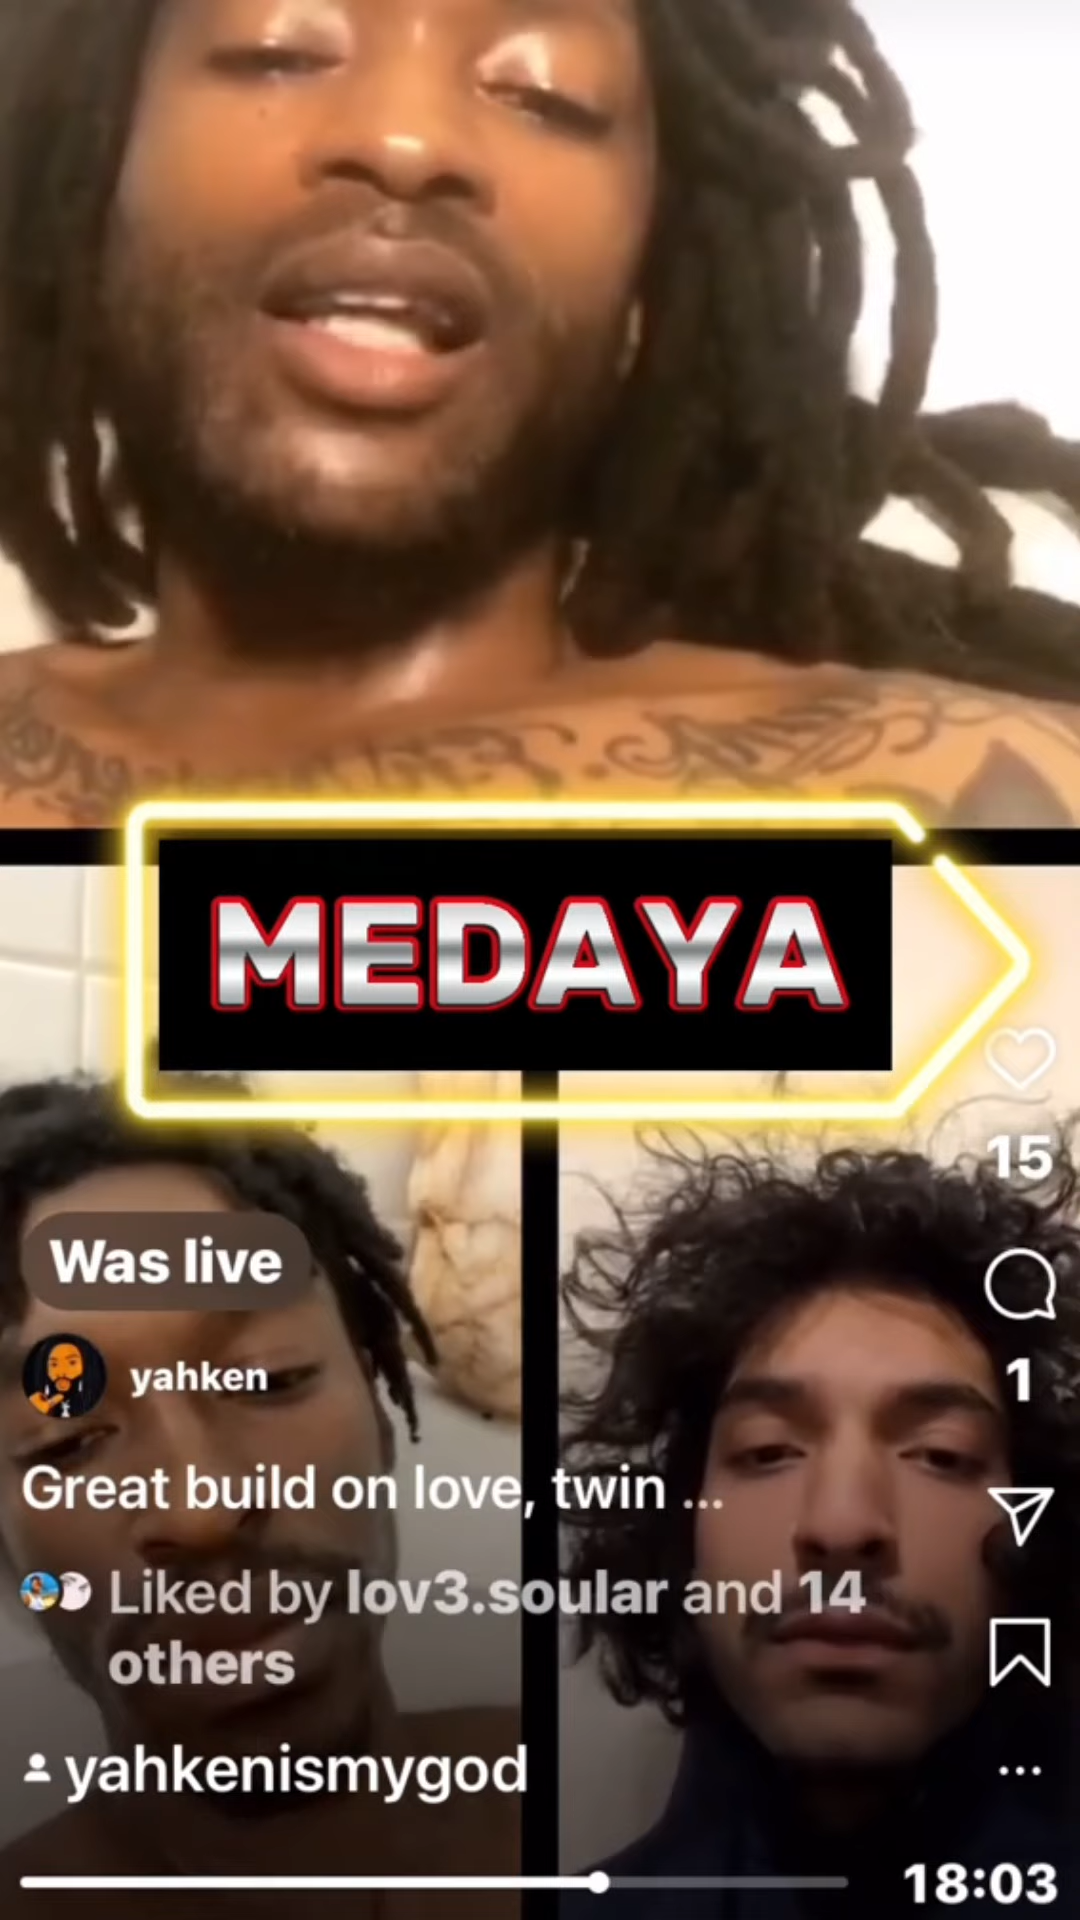 MEDAYA
15
Was live
yahken
1
Great build on love, twin ...
Liked by lov3.soular and 14
others
yahkenismygod
18:03